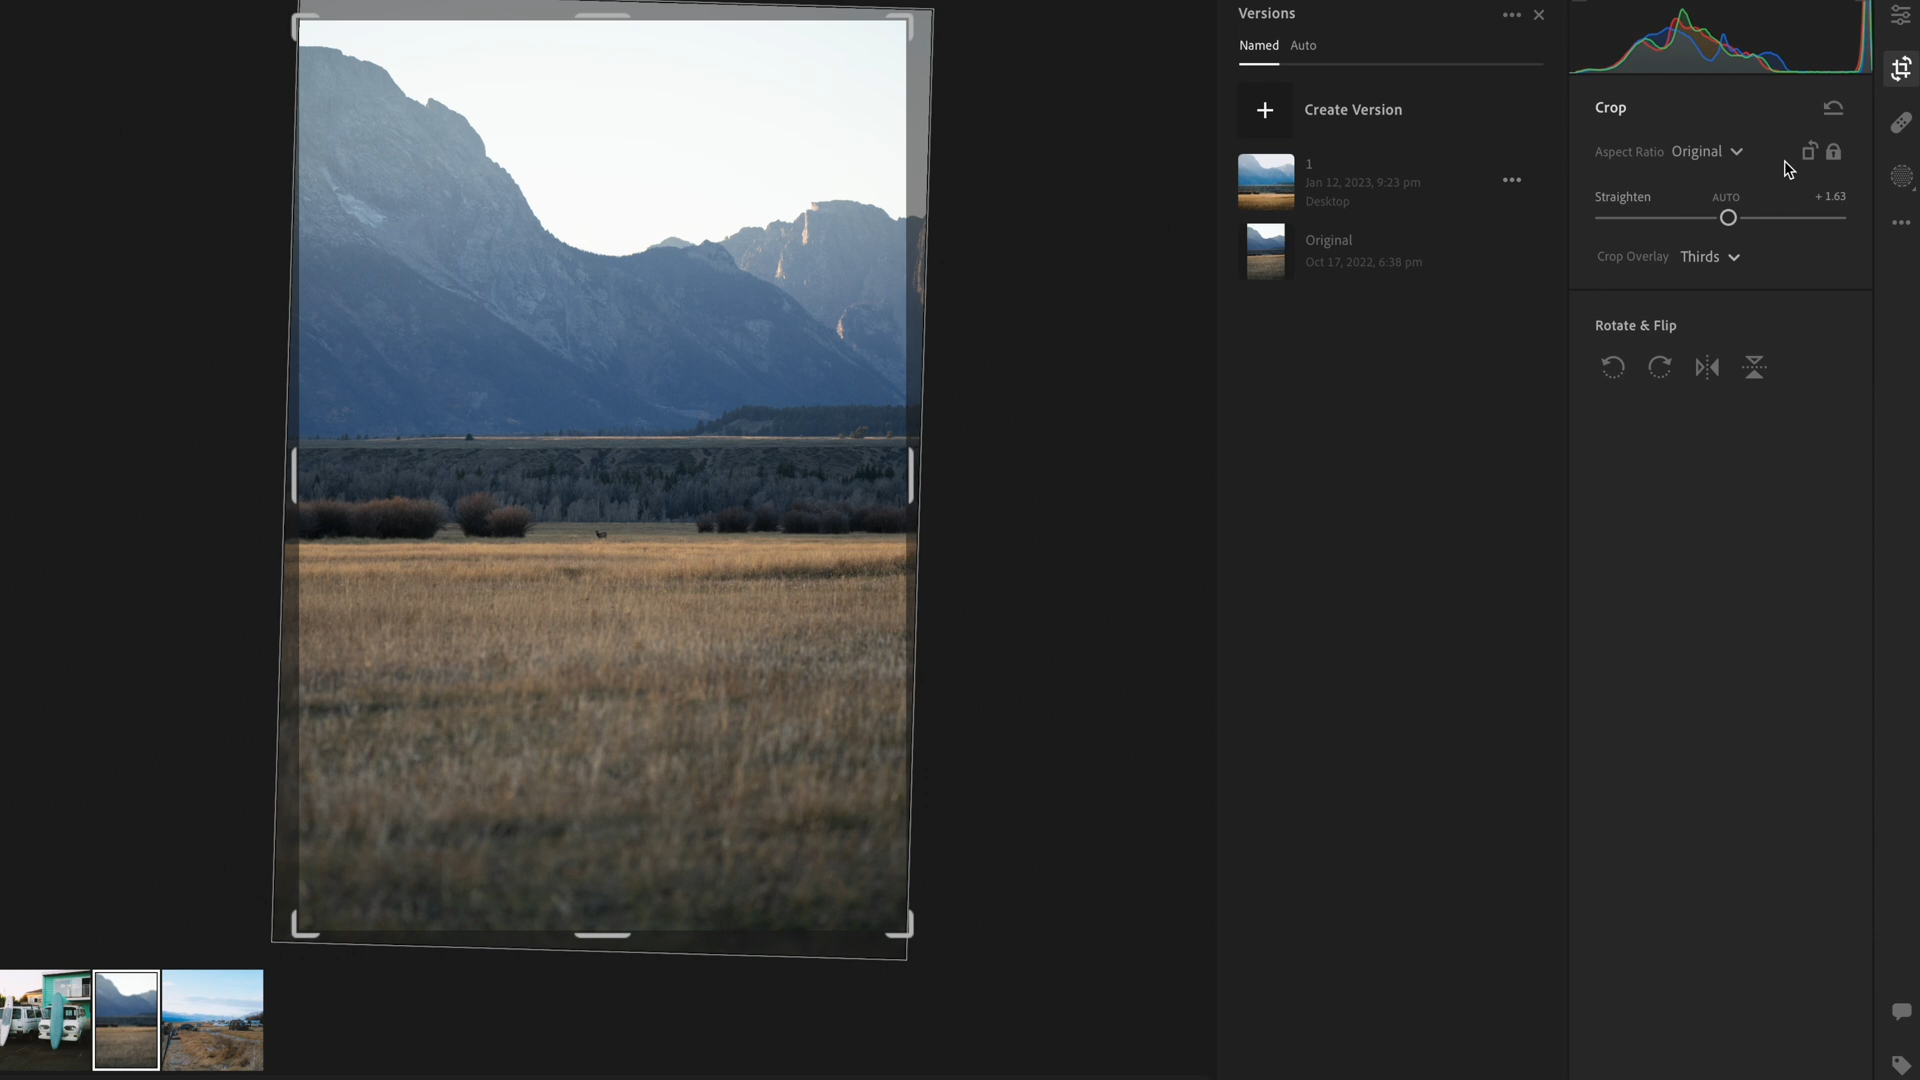 Versions
Named Auto
Create Version
1
Jan 12, 2023, 9:23 pm
Desktop
Original
Oct 17, 2022, 6:38 pm
Crop
Aspect Ratio Original
Straighten AUTO + 1.63
Crop Overlay Thirds
Rotate & Flip